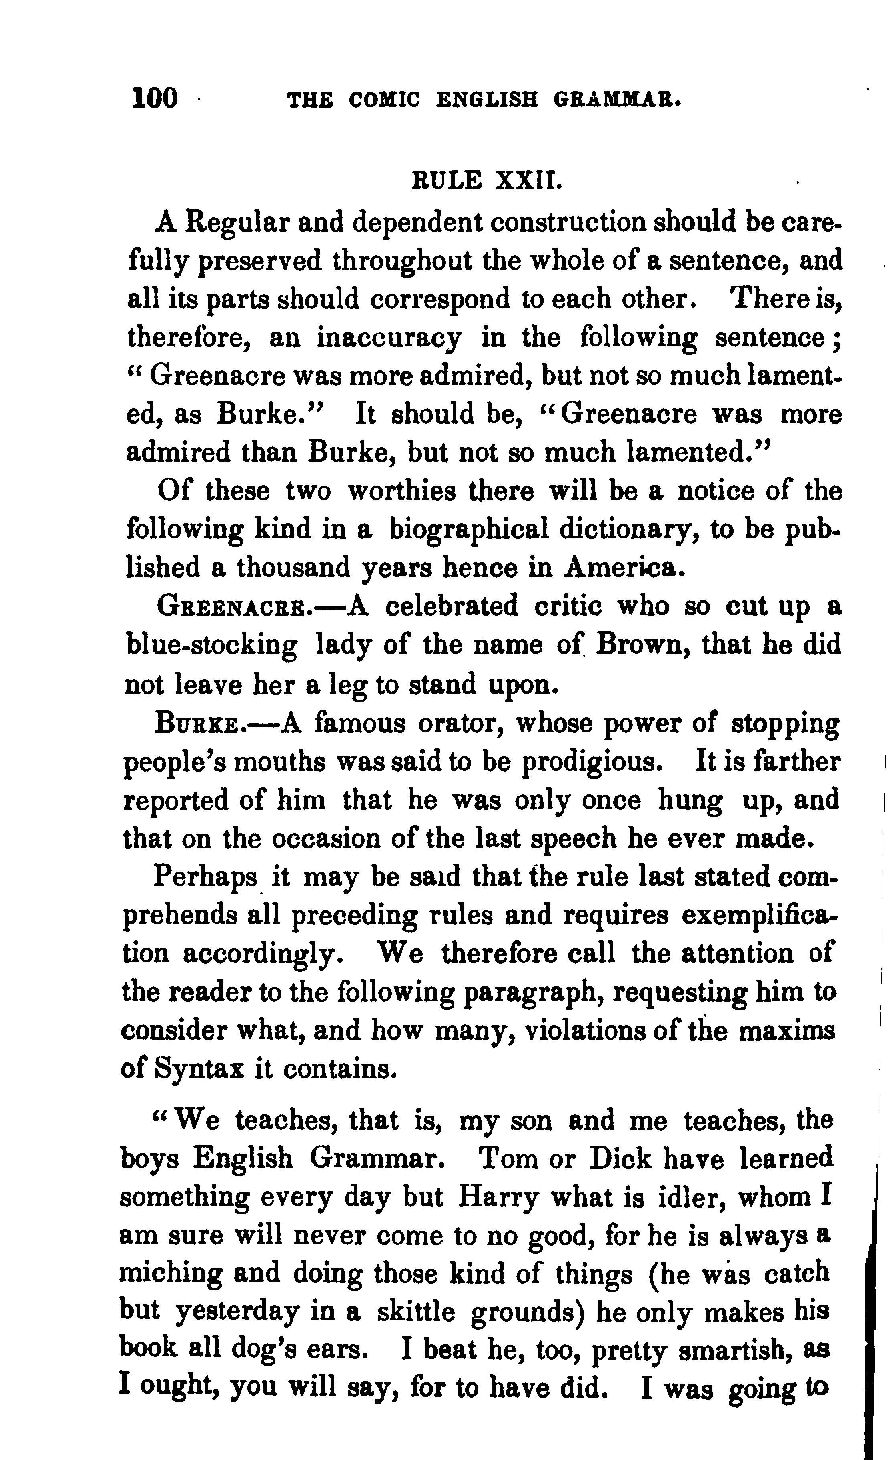 100 THE COMIC ENGLISH GRAMMAR.
RULE XXII.
A Regular and dependent construction should be care-
fully preserved throughout the whole of a sentence, and
all its parts should correspond to each other. There is,
therefore, an inaccuracy in the following sentence;
“Greenacre was more admired, but not so much lament-
ed, as Burke.” It should be, “Greenacre was more
admired than Burke, but not so much lamented.”
Of these two worthies there will be a notice of the
following kind in a biographical dictionary, to be pub-
lished a thousand years hence in America.
GREENACRE.—A celebrated critic who so cut up a
blue-stocking lady of the name of Brown, that he did
not leave her a leg to stand upon.
BURKE.—A famous orator, whose power of stopping
people’s mouths was said to be prodigious. It is farther
reported of him that he was only once hung up, and
that on the occasion of the last speech he ever made.
Perhaps it may be said that the rule last stated com-
prehends all preceding rules and requires exemplifica-
tion accordingly. We therefore call the attention of
the reader to the following paragraph, requesting him to
consider what, and how many, violations of the maxims
of Syntax it contains.
“We teaches, that is, my son and me teaches, the
boys English Grammar. Tom or Dick have learned
something every day but Harry what is idler, whom I
am sure will never come to no good, for he is always a
miching and doing those kind of things (he was catch
but yesterday in a skittle grounds) he only makes his
book all dog’s ears. I beat he, too, pretty smartish, as
I ought, you will say, for to have did. I was going to